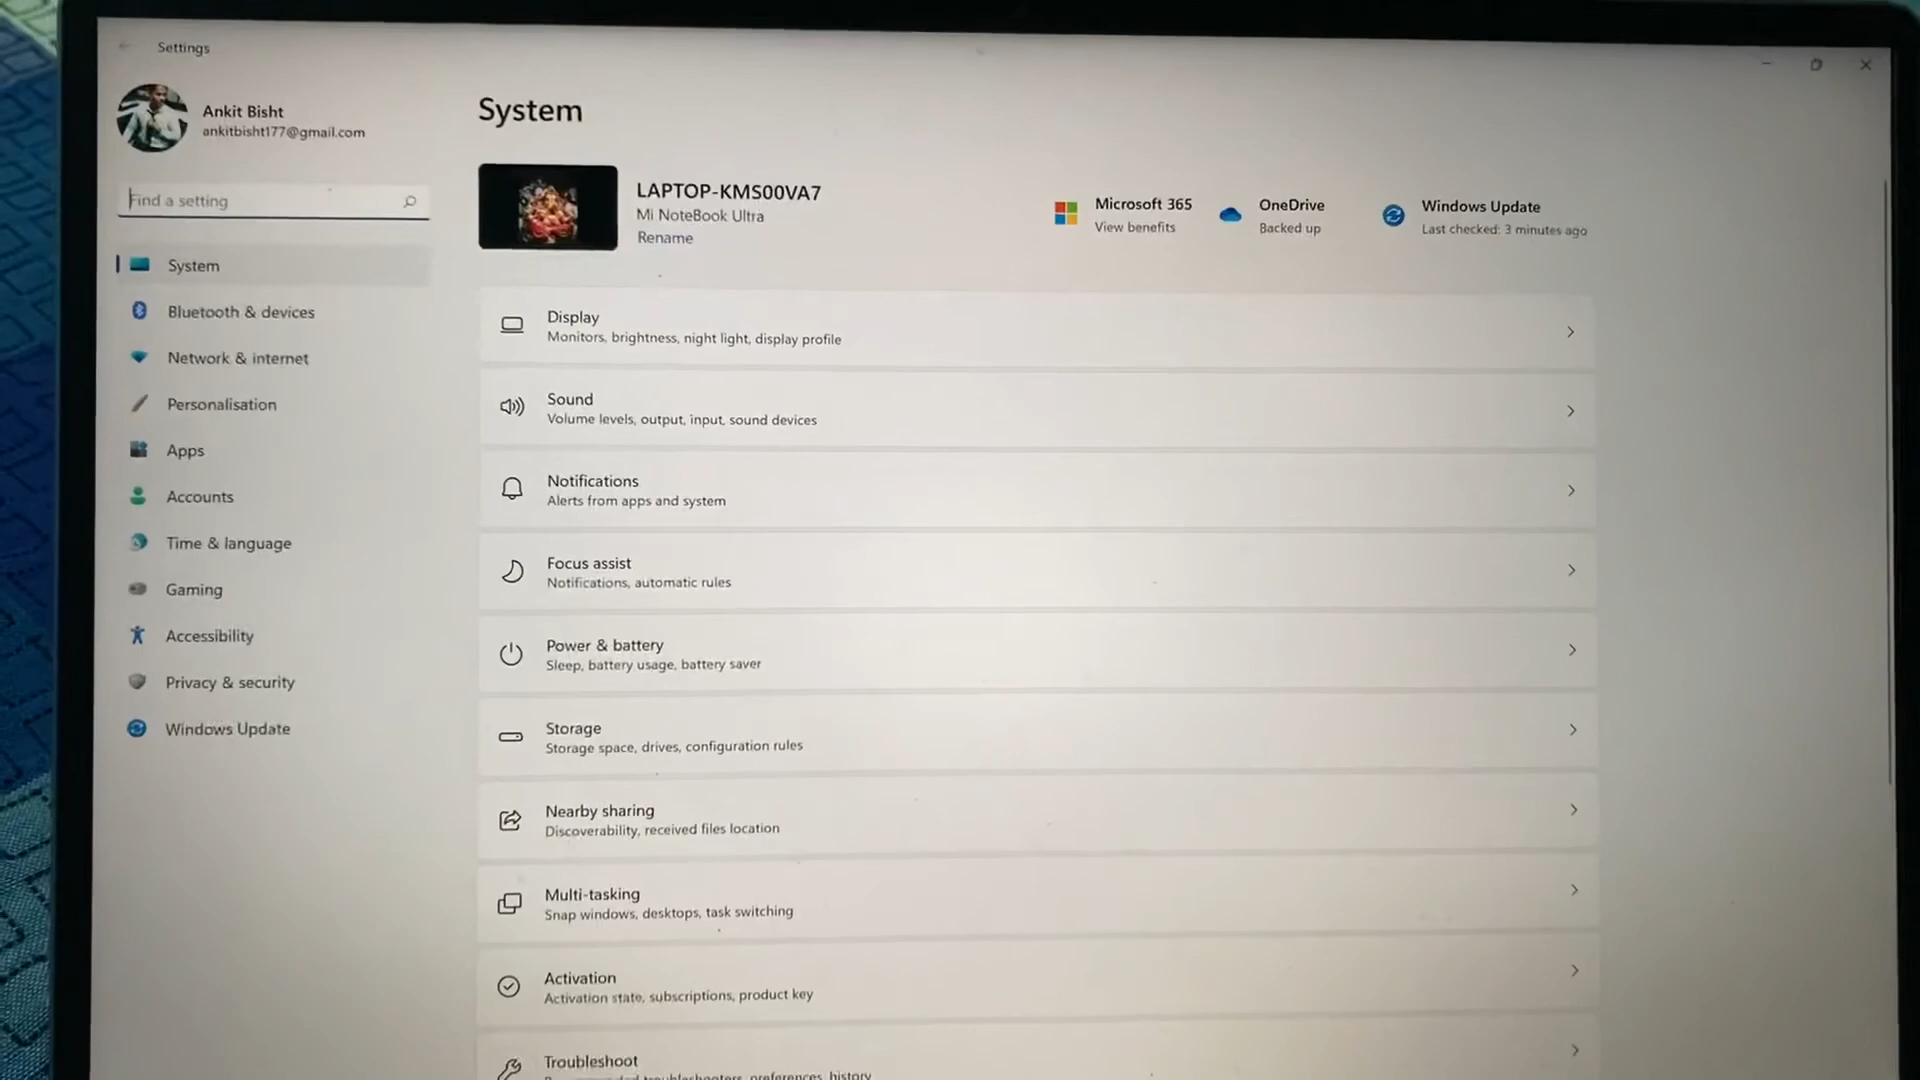 Settings
Ankit Bisht
ankitbisht177@gmail.com
Find a setting
System
Bluetooth & devices
Network & internet
Personalisation
Apps
Accounts
Time & language
Gaming
Accessibility
Privacy & security
Windows Update
System
LAPTOP-KMS00VA7
Mi NoteBook Ultra
Rename
Microsoft 365
View benefits
OneDrive
Backed up
Windows Update
Last checked: 3 minutes ago
Display
Monitors, brightness, night light, display profile
Sound
Volume levels, output, input, sound devices
Notifications
Alerts from apps and system
Focus assist
Notifications, automatic rules
Power & battery
Sleep, battery usage, battery saver
Storage
Storage space, drives, configuration rules
Nearby sharing
Discoverability, received files location
Multi-tasking
Snap windows, desktops, task switching
Activation
Activation state, subscriptions, product key
Troubleshoot
Recommended troubleshooters, preferences, history